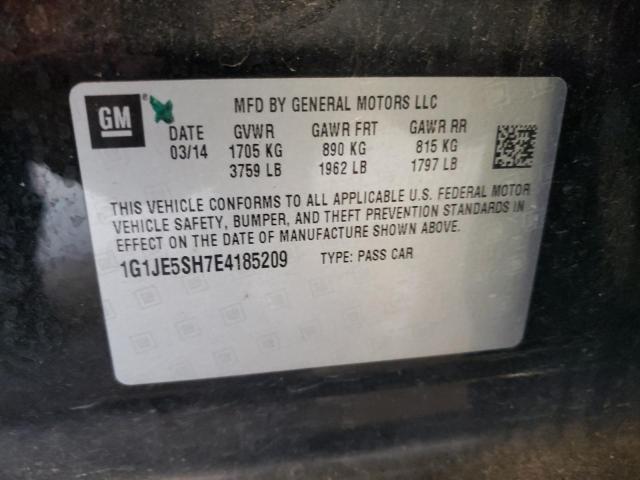 GM ® MFD BY GENERAL MOTORS LLC
DATE GVWR GAWR FRT GAWR RR
03/14 1705 KG 890 KG 815 KG
3759 LB 1962 LB 1797 LB
THIS VEHICLE CONFORMS TO ALL APPLICABLE U.S. FEDERAL MOTOR
VEHICLE SAFETY, BUMPER, AND THEFT PREVENTION STANDARDS IN
EFFECT ON THE DATE OF MANUFACTURE SHOWN ABOVE.
1G1JE5SH7E4185209 TYPE: PASS CAR